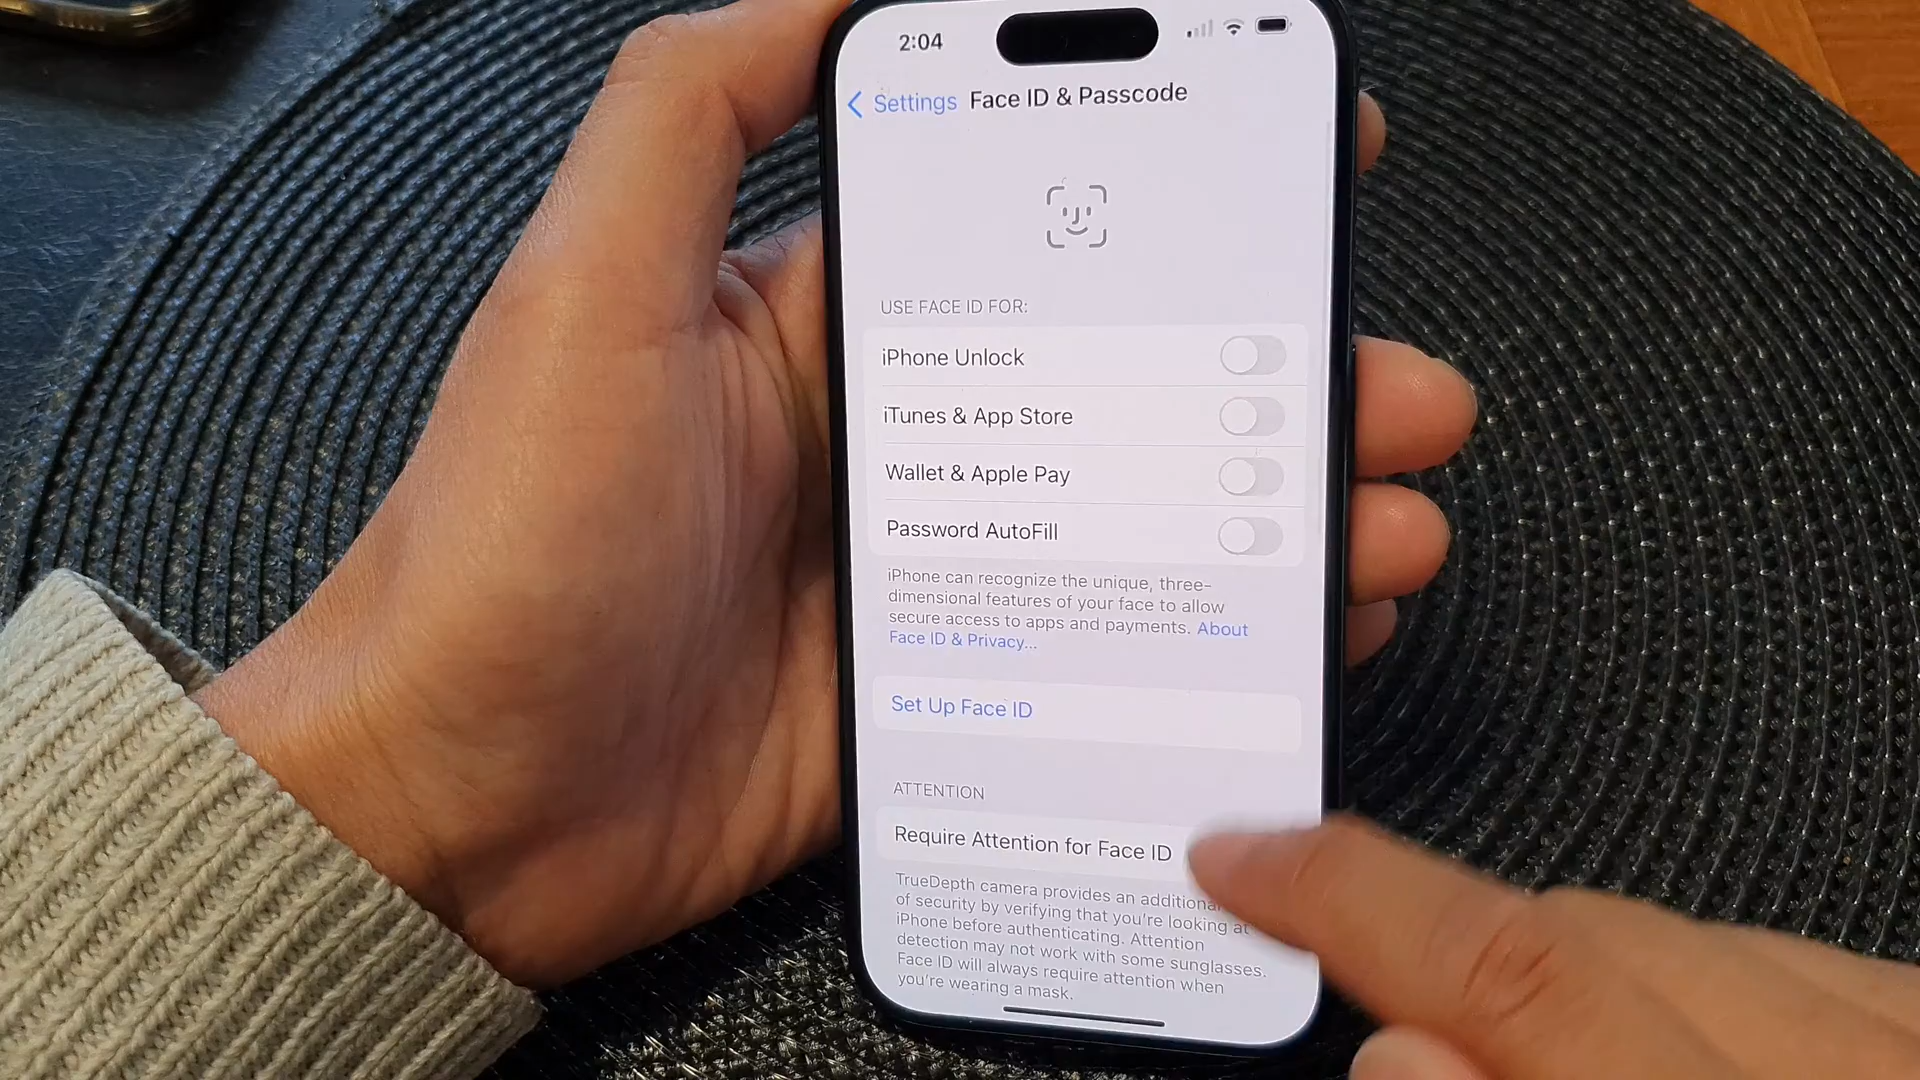 2:04
Settings Face ID & Passcode
USE FACE ID FOR:
iPhone Unlock
iTunes & App Store
Wallet & Apple Pay
Password AutoFill
iPhone can recognize the unique, three-
dimensional features of your face to allow
secure access to apps and payments. About
Face ID & Privacy...
Set Up Face ID
ATTENTION
Require Attention for Face ID
TrueDepth camera provides an additional
of security by verifying that you're looking at
iPhone before authenticating. Attention
detection may not work with some sunglasses.
Face ID will always require attention when
you're wearing a mask.